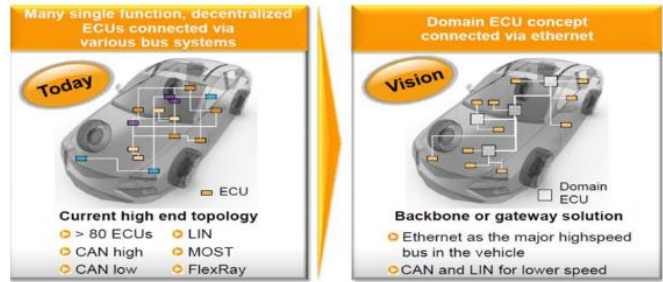 Many single function, decentralized
ECUs connected via
various bus systems
Today
ECU
Current high end topology
> 80 ECUs
LIN
CAN high
MOST
CAN low
FlexRay
Domain ECU concept
connected via ethernet
Vision
Domain
ECU
Backbone or gateway solution
Ethernet as the major highspeed
bus in the vehicle
CAN and LIN for lower speed